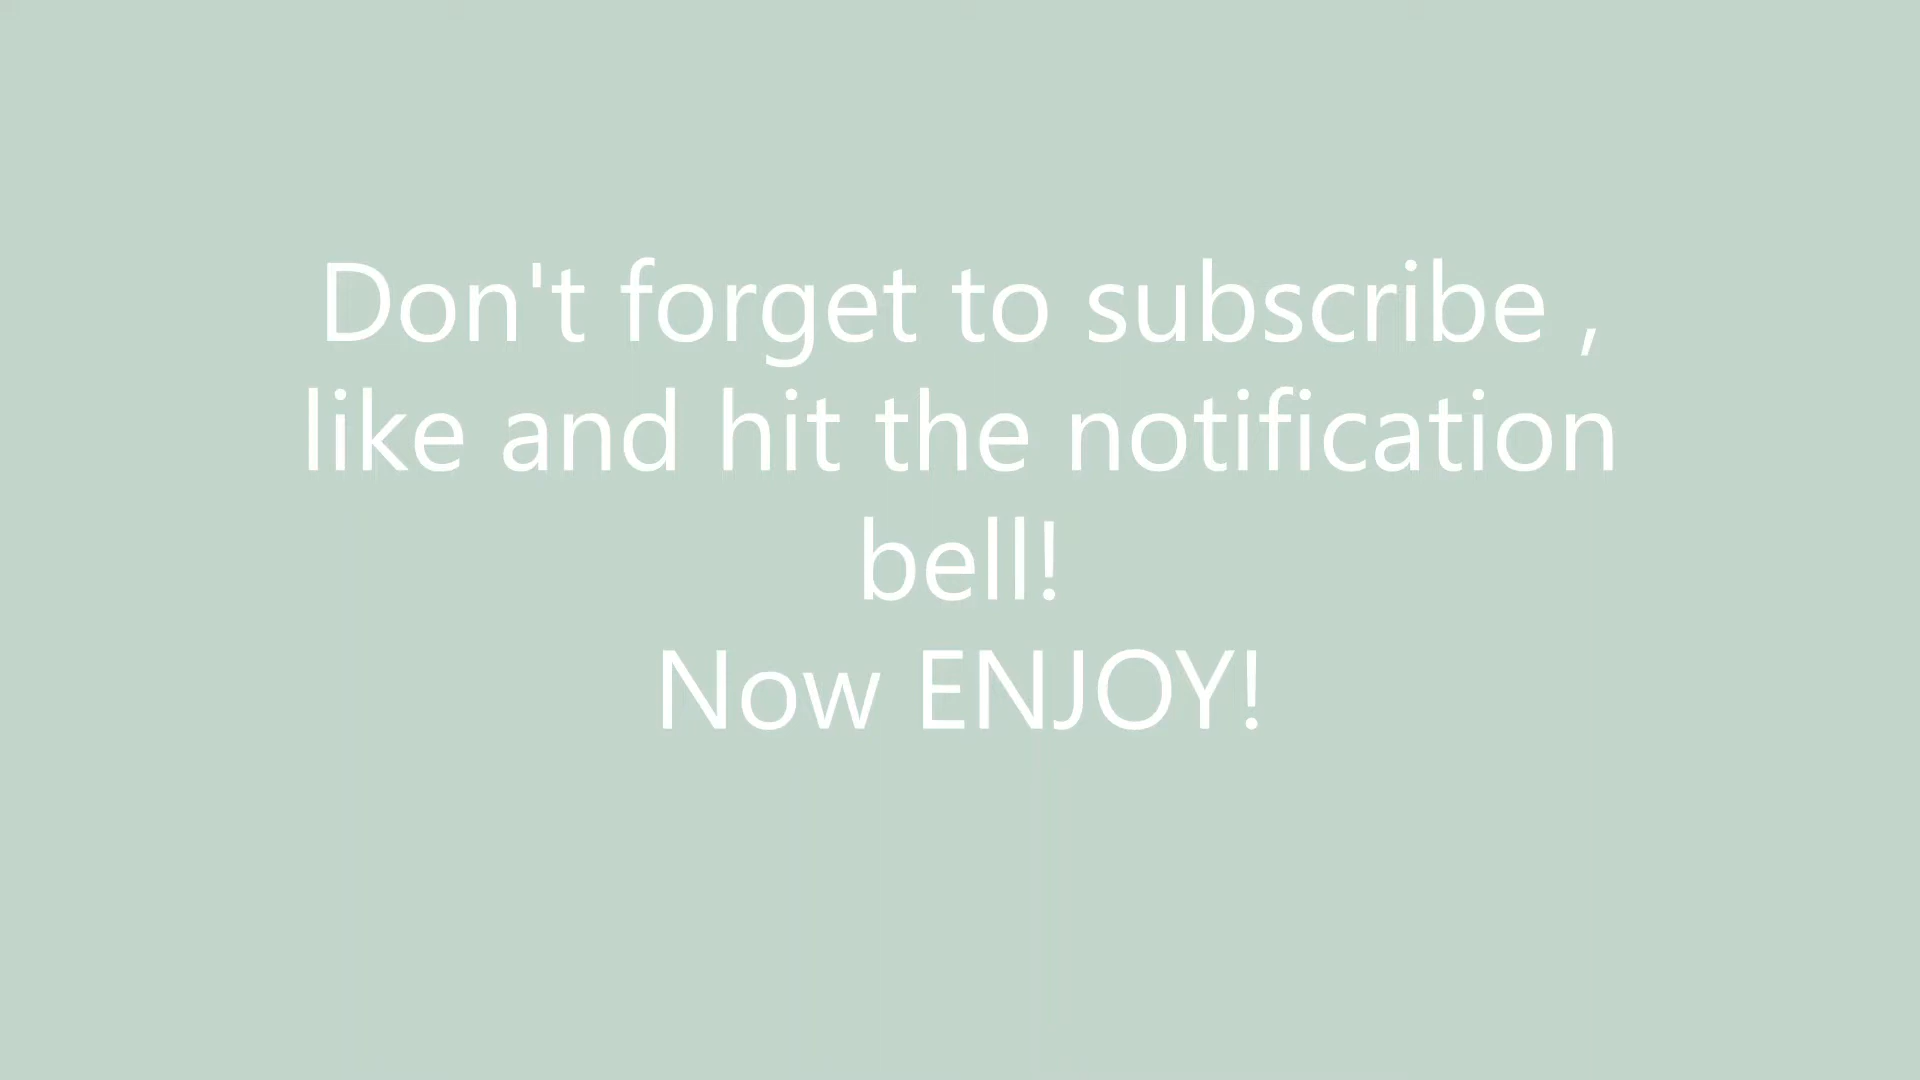 Don't forget to subscribe ,
like and hit the notification
bell!
Now ENJOY!